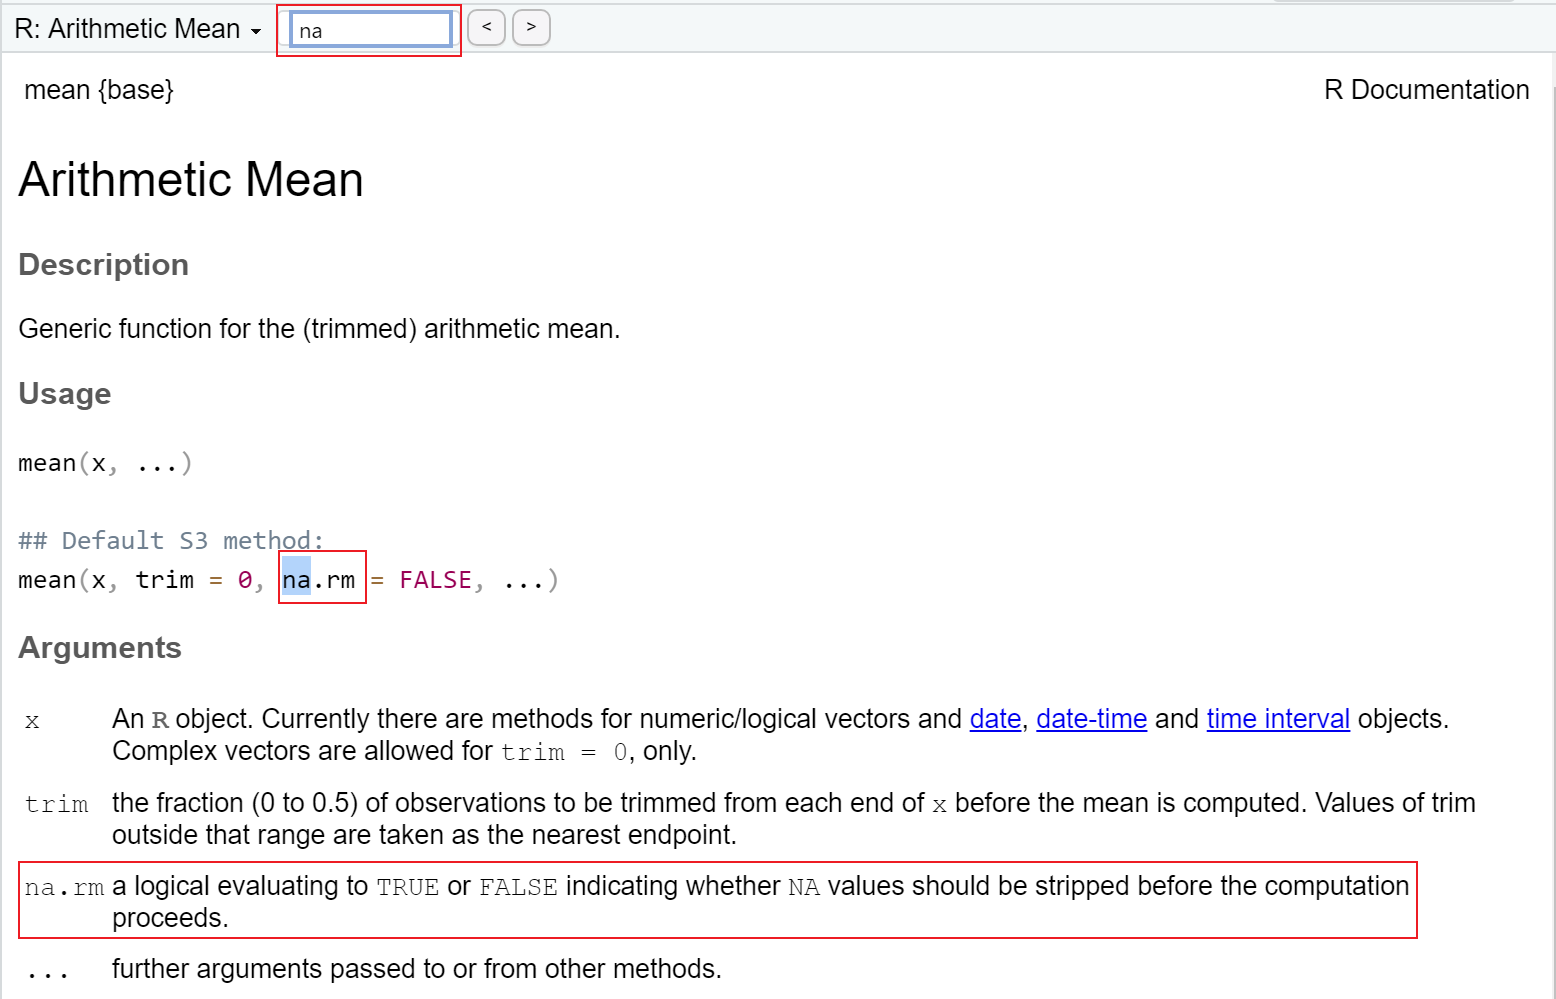 R: Arithmetic Mean na < >
mean {base} R Documentation
Arithmetic Mean
Description
Generic function for the (trimmed) arithmetic mean.
Usage
mean(x, ...)
## Default S3 method:
mean(x, trim = 0, na.rm = FALSE, ...)
Arguments
x An R object. Currently there are methods for numeric/logical vectors and date, date-time and time interval objects.
Complex vectors are allowed for trim = 0, only.
trim the fraction (0 to 0.5) of observations to be trimmed from each end of x before the mean is computed. Values of trim
outside that range are taken as the nearest endpoint.
na.rm a logical evaluating to TRUE or FALSE indicating whether NA values should be stripped before the computation
proceeds.
... further arguments passed to or from other methods.